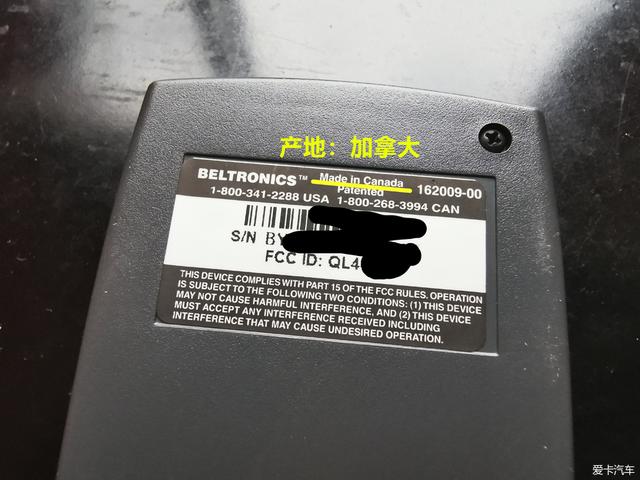 产地：加拿大
BELTRONICS™ Made in Canada 162009-00
Patented
1-800-341-2288 USA 1-800-268-3994 CAN
S/N BY
FCC ID: QL4
THIS DEVICE COMPLIES WITH PART 15 OF THE FCC RULES. OPERATION
IS SUBJECT TO THE FOLLOWING TWO CONDITIONS: (1) THIS DEVICE
MAY NOT CAUSE HARMFUL INTERFERENCE, AND (2) THIS DEVICE
MUST ACCEPT ANY INTERFERENCE RECEIVED INCLUDING
INTERFERENCE THAT MAY CAUSE UNDESIRED OPERATION.
爱卡汽车